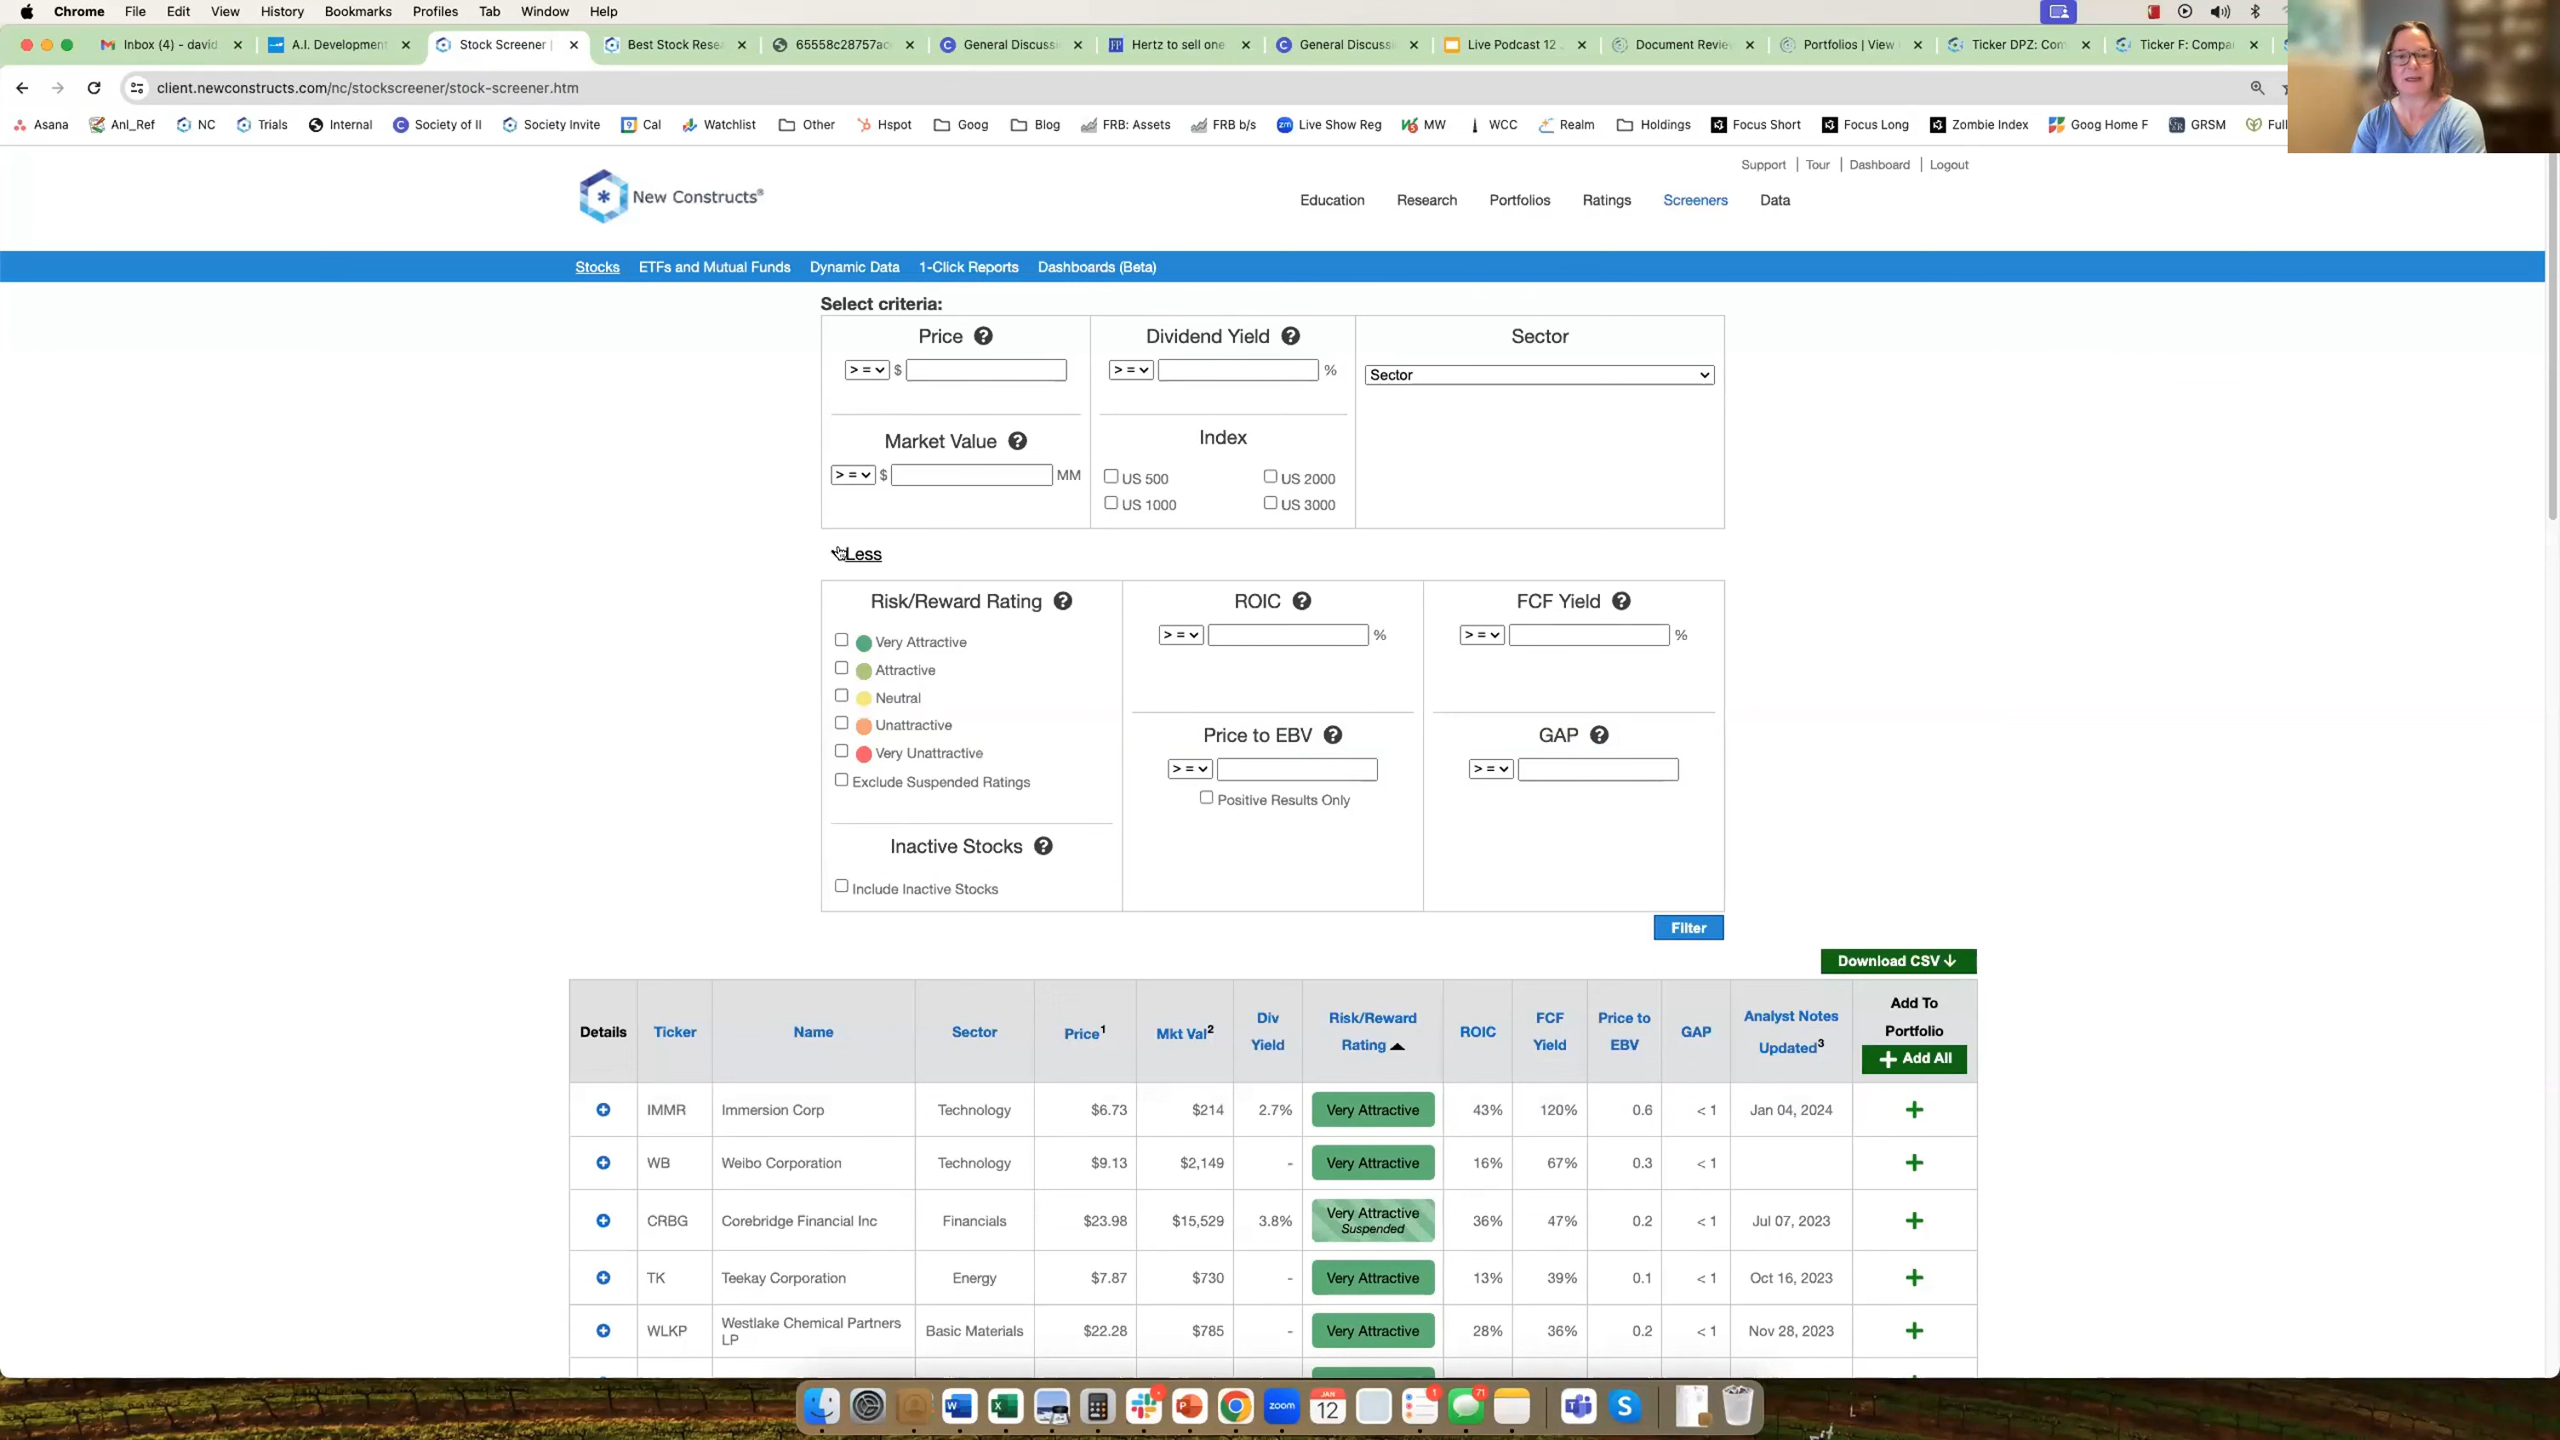 Chrome File Edit View History Bookmarks Profiles Tab Window Help
Inbox (4) - david. A.I. Development Stock Screener | Best Stock Rese 65558c28757ac General Discussi Hertz to sell one General Discussi Live Podcast 12 Document Revie Portfolios | View Ticker DPZ: Com Ticker F: Compa
client.newconstructs.com/nc/stockscreener/stock-screener.htm
Asana Anl_Ref NC Trials Internal Society of II Society Invite Cal Watchlist Other Hspot Goog Blog FRB: Assets FRB b/s Live Show Reg MW WCC Realm Holdings Focus Short Focus Long Zombie Index Goog Home F GRSM Full
Support | Tour | Dashboard | Logout
New Constructs®
Education Research Portfolios Ratings Screeners Data
Stocks ETFs and Mutual Funds Dynamic Data 1-Click Reports Dashboards (Beta)
Select criteria:
Price Dividend Yield Sector
> = $ > = % Sector
Market Value Index
> = $ MM US 500 US 2000
US 1000 US 3000
Less
Risk/Reward Rating ROIC FCF Yield
> = % > = %
Very Attractive
Attractive
Neutral
Unattractive Price to EBV GAP
Very Unattractive > = > =
Exclude Suspended Ratings Positive Results Only
Inactive Stocks
Include Inactive Stocks
Filter
Download CSV ↓
Details Ticker Name Sector Price1 Mkt Val2 Div Yield Risk/Reward Rating ROIC FCF Yield Price to EBV GAP Analyst Notes Updated3 Add To Portfolio
+ Add All
IMMR Immersion Corp Technology $6.73 $214 2.7% Very Attractive 43% 120% 0.6 < 1 Jan 04, 2024 +
WB Weibo Corporation Technology $9.13 $2,149 - Very Attractive 16% 67% 0.3 < 1 +
CRBG Corebridge Financial Inc Financials $23.98 $15,529 3.8% Very Attractive Suspended 36% 47% 0.2 < 1 Jul 07, 2023 +
TK Teekay Corporation Energy $7.87 $730 - Very Attractive 13% 39% 0.1 < 1 Oct 16, 2023 +
WLKP Westlake Chemical Partners LP Basic Materials $22.28 $785 - Very Attractive 28% 36% 0.2 < 1 Nov 28, 2023 +
zoom JAN 12 1 71